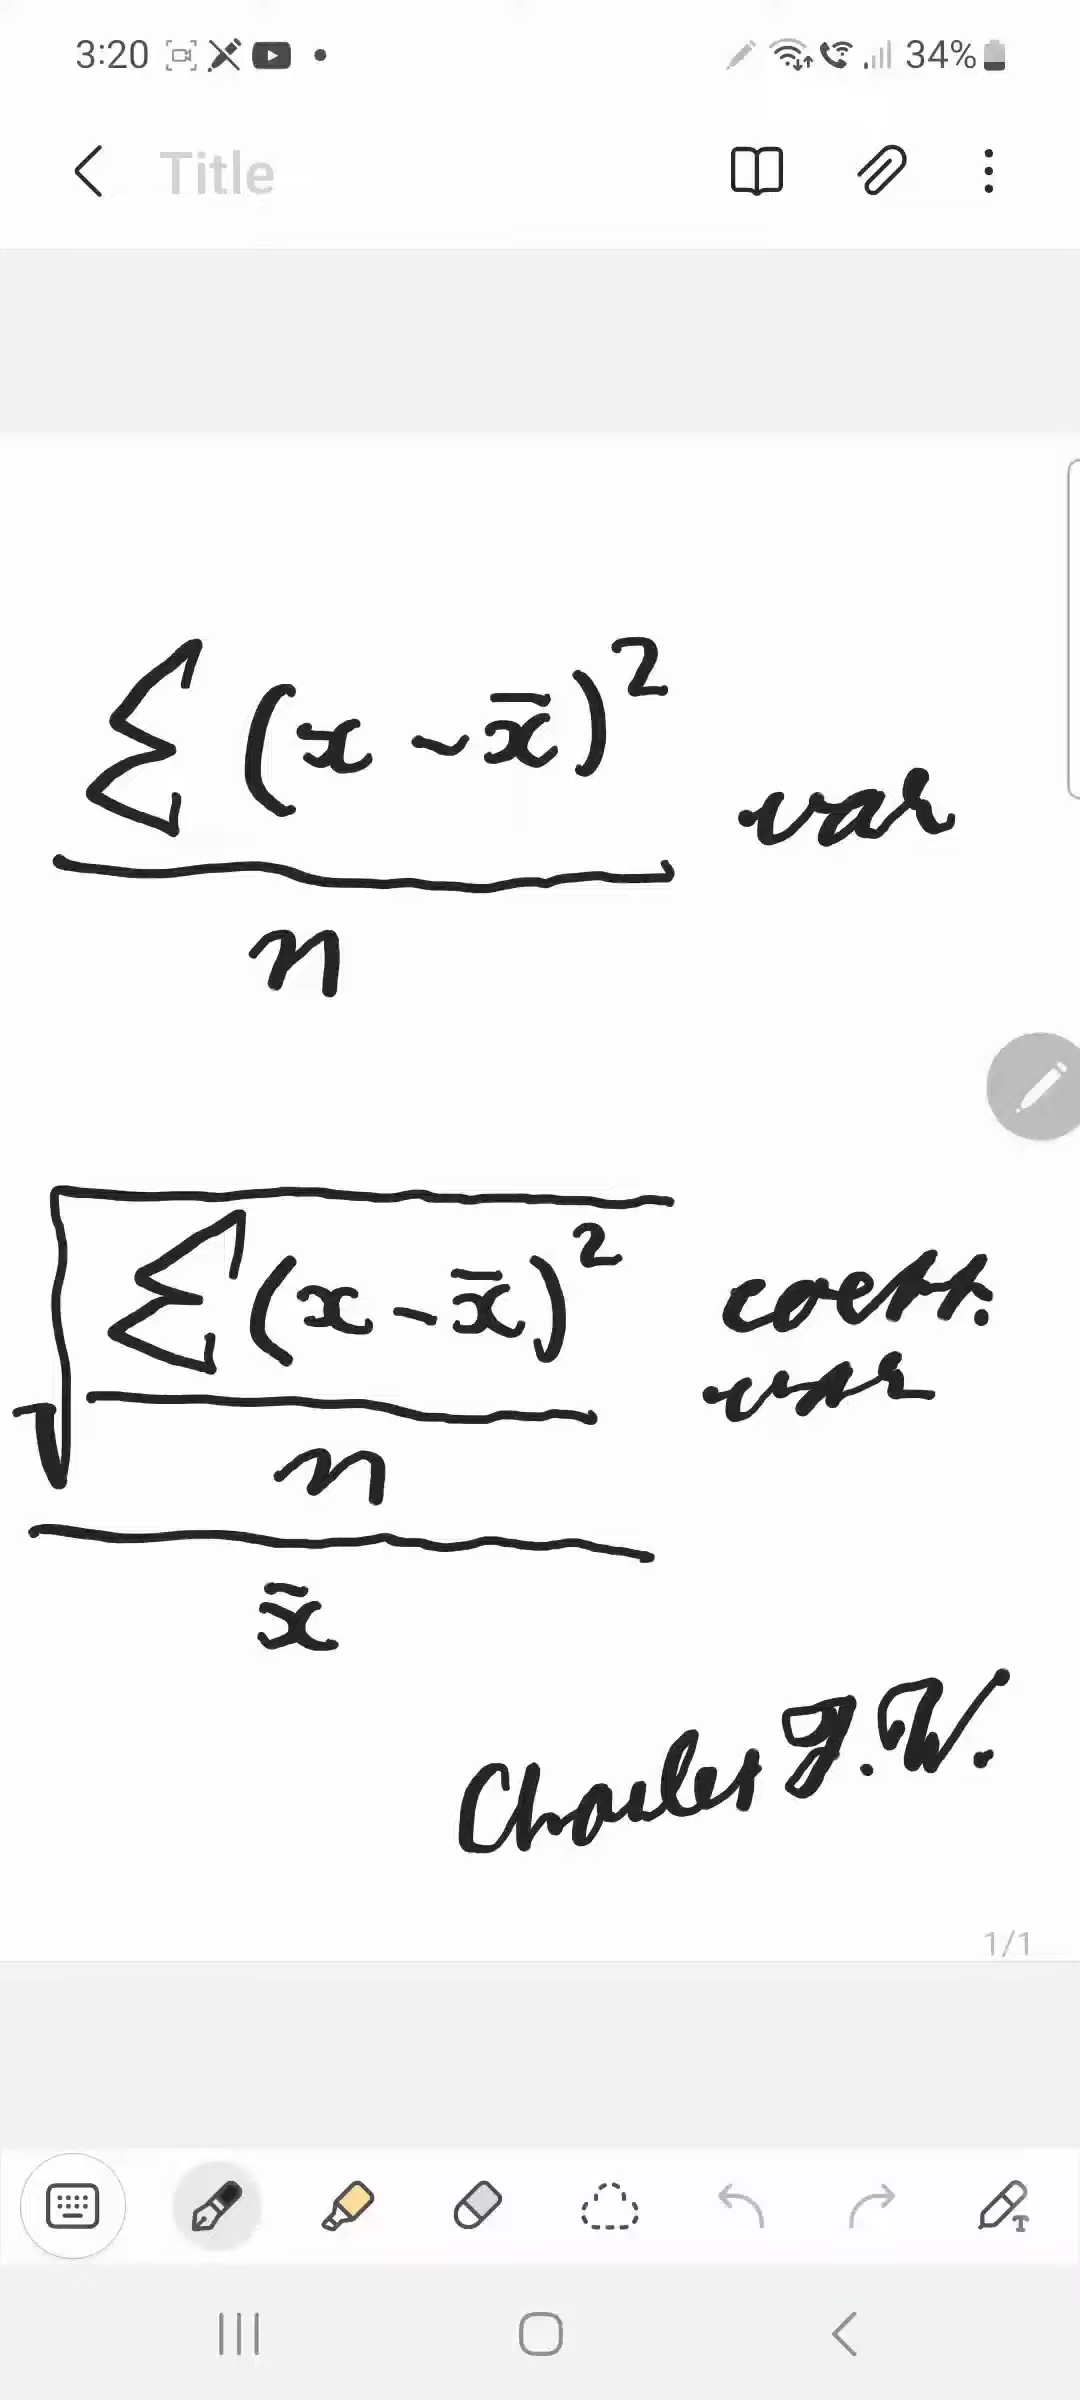 3:20 34%
Title
Σ (x - x̄)²
var
n
√ Σ (x - x̄)²
coeff.
var
n
x̄
Charles J.W.
1/1
T